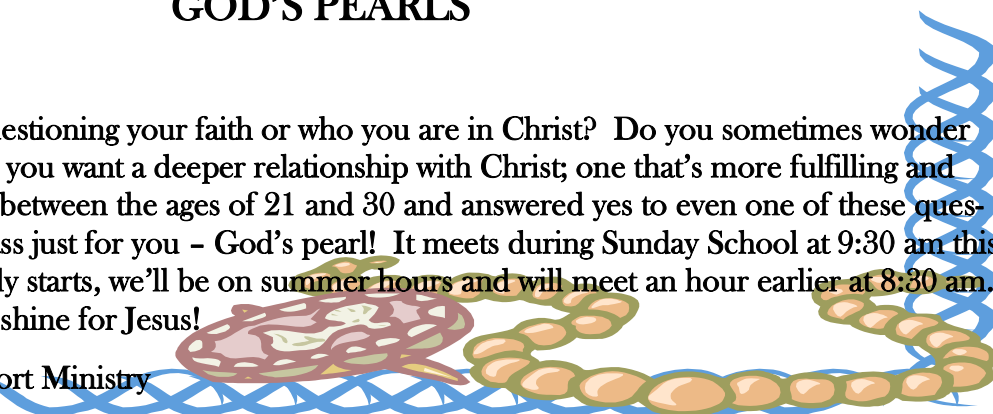 GOD'S PEARLS
estioning your faith or who you are in Christ?  Do you sometimes wonder
you want a deeper relationship with Christ; one that's more fulfilling and
between the ages of 21 and 30 and answered yes to even one of these ques-
ss just for you – God's pearl!  It meets during Sunday School at 9:30 am this
ly starts, we'll be on summer hours and will meet an hour earlier at 8:30 am.
shine for Jesus!
ort Ministry